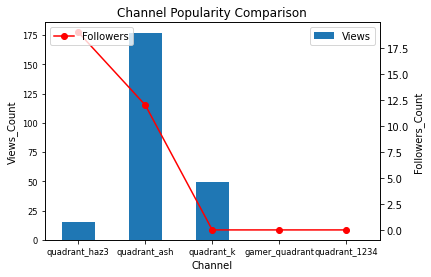 Channel Popularity Comparison
Followers
Views
175
150
125
100
75
50
25
0
Views_Count
17.5
15.0
12.5
10.0
7.5
5.0
2.5
0.0
Followers_Count
quadrant_haz3 quadrant_ash quadrant_k gamer_quadrant quadrant_1234
Channel